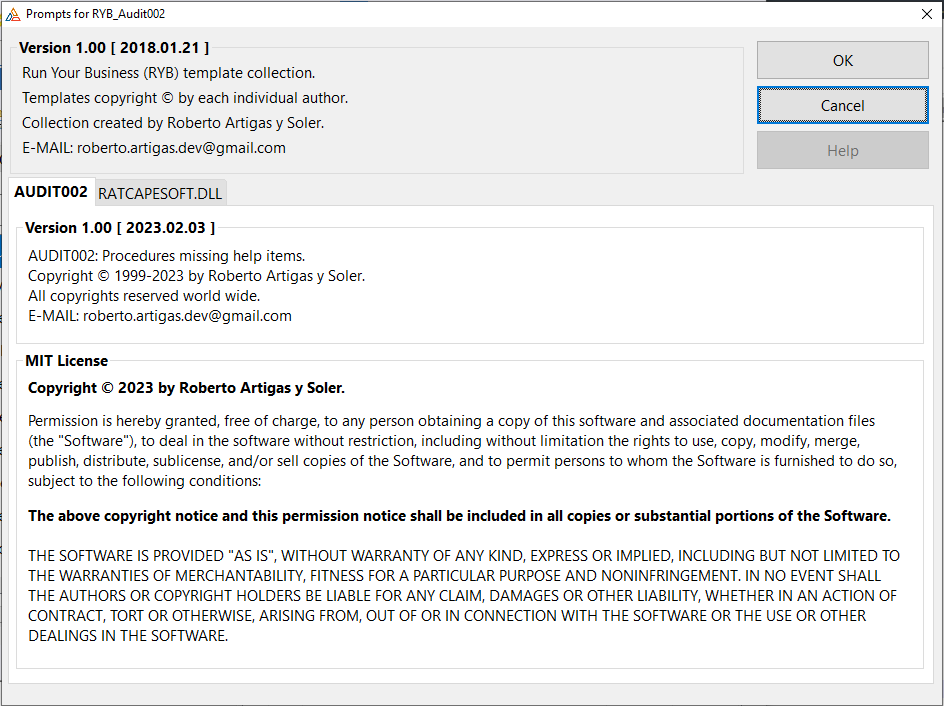 Prompts for RYB_Audit002
Version 1.00 [ 2018.01.21 ]
Run Your Business (RYB) template collection.
Templates copyright © by each individual author.
Collection created by Roberto Artigas y Soler.
E-MAIL: roberto.artigas.dev@gmail.com
OK
Cancel
Help
AUDIT002
RATCAPESOFT.DLL
Version 1.00 [ 2023.02.03 ]
AUDIT002: Procedures missing help items.
Copyright © 1999-2023 by Roberto Artigas y Soler.
All copyrights reserved world wide.
E-MAIL: roberto.artigas.dev@gmail.com
MIT License
Copyright © 2023 by Roberto Artigas y Soler.
Permission is hereby granted, free of charge, to any person obtaining a copy of this software and associated documentation files
(the "Software"), to deal in the software without restriction, including without limitation the rights to use, copy, modify, merge,
publish, distribute, sublicense, and/or sell copies of the Software, and to permit persons to whom the Software is furnished to do so,
subject to the following conditions:
The above copyright notice and this permission notice shall be included in all copies or substantial portions of the Software.
THE SOFTWARE IS PROVIDED "AS IS", WITHOUT WARRANTY OF ANY KIND, EXPRESS OR IMPLIED, INCLUDING BUT NOT LIMITED TO
THE WARRANTIES OF MERCHANTABILITY, FITNESS FOR A PARTICULAR PURPOSE AND NONINFRINGEMENT. IN NO EVENT SHALL
THE AUTHORS OR COPYRIGHT HOLDERS BE LIABLE FOR ANY CLAIM, DAMAGES OR OTHER LIABILITY, WHETHER IN AN ACTION OF
CONTRACT, TORT OR OTHERWISE, ARISING FROM, OUT OF OR IN CONNECTION WITH THE SOFTWARE OR THE USE OR OTHER
DEALINGS IN THE SOFTWARE.